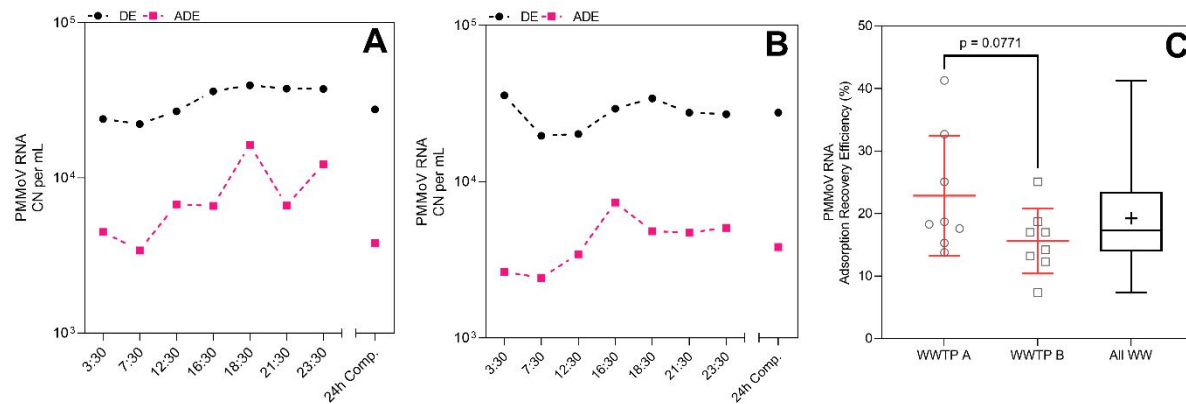 DE ADE
A
10^5
10^4
10^3
PMMoV RNA
CN per mL
3:30
7:30
12:30
16:30
18:30
21:30
23:30
24h Comp.
DE ADE
B
10^5
10^4
10^3
PMMoV RNA
CN per mL
3:30
7:30
12:30
16:30
18:30
21:30
23:30
24h Comp.
C
p = 0.0771
50
40
30
20
10
0
PMMoV RNA
Adsorption Recovery Efficiency (%)
WWTP A
WWTP B
All WW